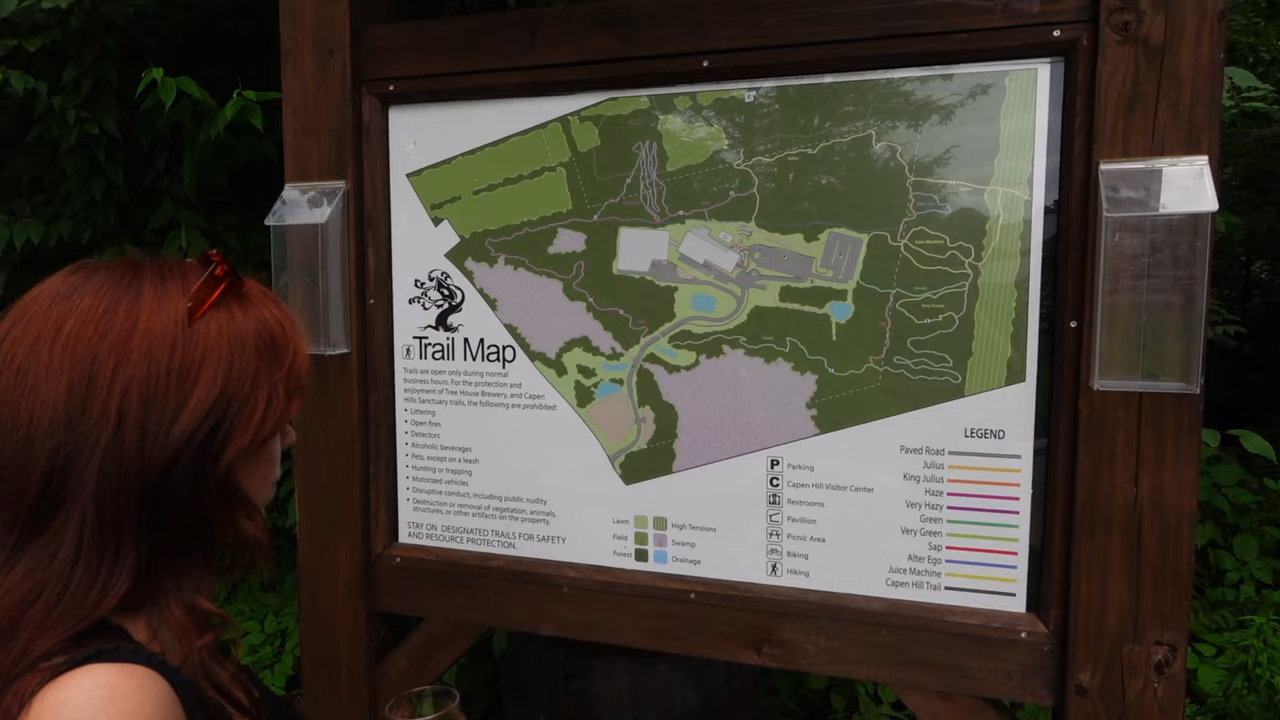 Trail Map
Trails are open only during normal
business hours. For the protection and
enjoyment of Tree House Brewery, and Capen
Hills Sanctuary trails, the following are prohibited:
• Littering
• Open fires
• Detectors
• Alcoholic beverages
• Pets, except on a leash
• Hunting or trapping
• Motorized vehicles
• Disruptive conduct, including public nudity
• Destruction or removal of vegetation, animals,
structures, or other artifacts on the property.
STAY ON DESIGNATED TRAILS FOR SAFETY
AND RESOURCE PROTECTION.
Lawn
Field
Forest
High Tensions
Swamp
Drainage
P Parking
C Capen Hill Visitor Center
Restrooms
Pavillion
Picnic Area
Biking
Hiking
LEGEND
Paved Road
Julius
King Julius
Haze
Very Hazy
Green
Very Green
Sap
Alter Ego
Juice Machine
Capen Hill Trail